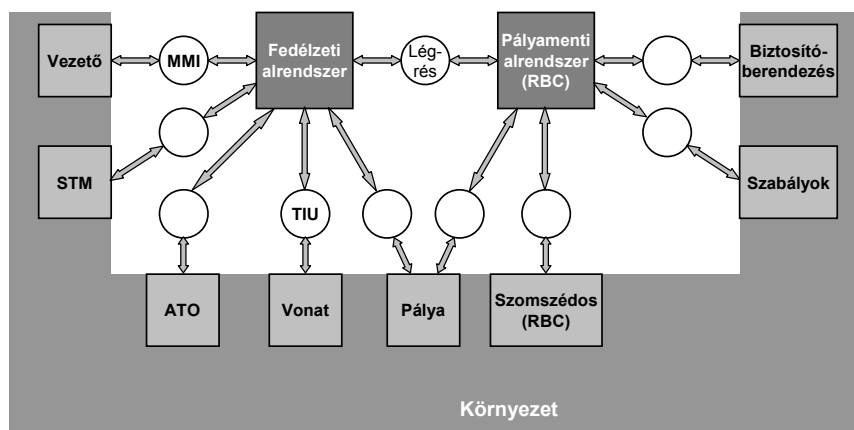 Vezető
MMI
Fedélzeti
alrendszer
Lég-
rés
Pályamenti
alrendszer
(RBC)
Biztosító-
berendezés
STM
Szabályok
TIU
ATO
Vonat
Pálya
Szomszédos
(RBC)
Környezet